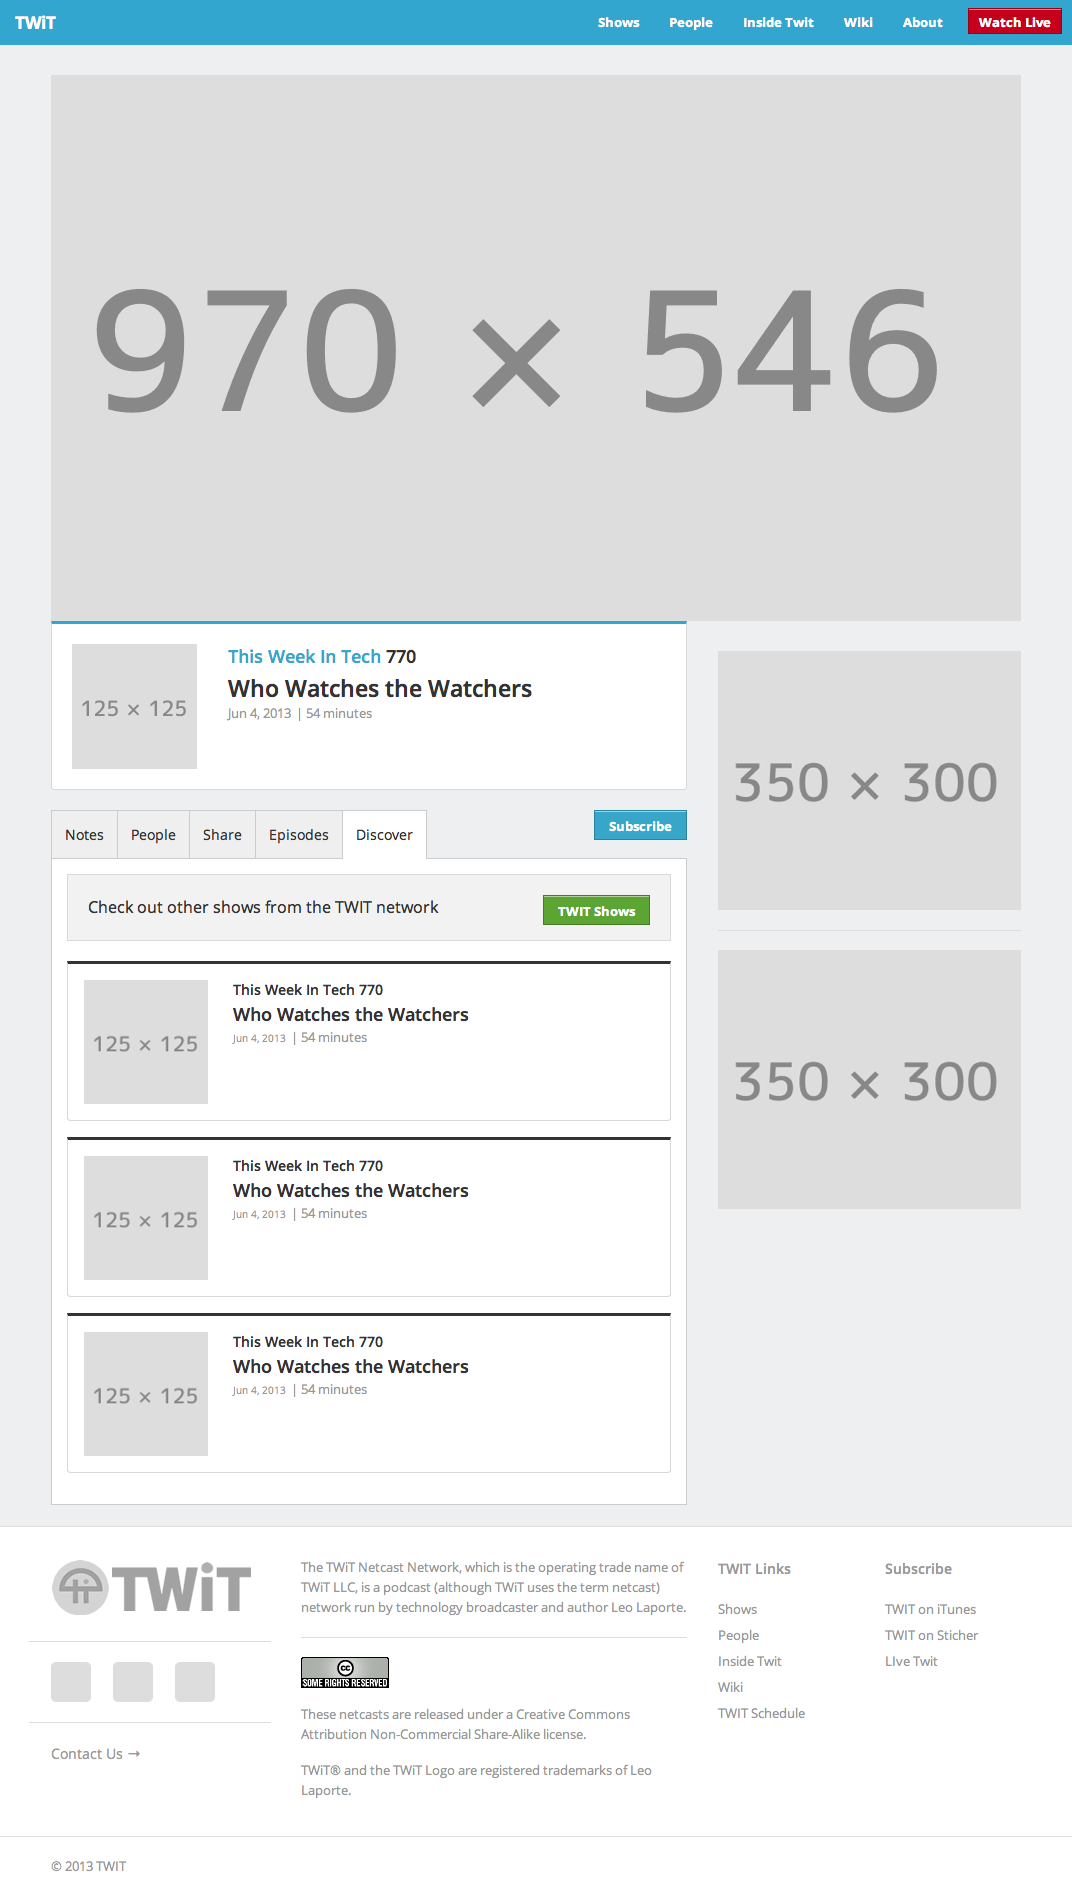 TWiT
Shows People Inside Twit Wiki About Watch Live
970 × 546
125 × 125
This Week In Tech 770
Who Watches the Watchers
Jun 4, 2013 | 54 minutes
350 × 300
Notes People Share Episodes Discover
Subscribe
Check out other shows from the TWIT network
TWIT Shows
125 × 125
This Week In Tech 770
Who Watches the Watchers
Jun 4, 2013 | 54 minutes
350 × 300
125 × 125
This Week In Tech 770
Who Watches the Watchers
Jun 4, 2013 | 54 minutes
125 × 125
This Week In Tech 770
Who Watches the Watchers
Jun 4, 2013 | 54 minutes
TWiT
Contact Us →
The TWiT Netcast Network, which is the operating trade name of
TWiT LLC, is a podcast (although TWiT uses the term netcast)
network run by technology broadcaster and author Leo Laporte.
cc
SOME RIGHTS RESERVED
These netcasts are released under a Creative Commons
Attribution Non-Commercial Share-Alike license.
TWiT® and the TWiT Logo are registered trademarks of Leo
Laporte.
TWIT Links
Shows
People
Inside Twit
Wiki
TWIT Schedule
Subscribe
TWIT on iTunes
TWIT on Sticher
LIve Twit
© 2013 TWIT